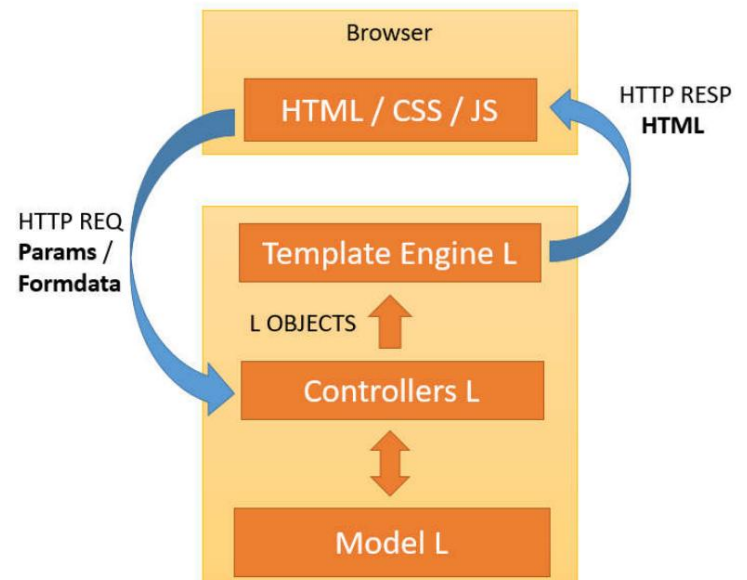 Browser
HTML / CSS / JS
HTTP RESP
HTML
HTTP REQ
Params /
Formdata
Template Engine L
L OBJECTS
Controllers L
Model L